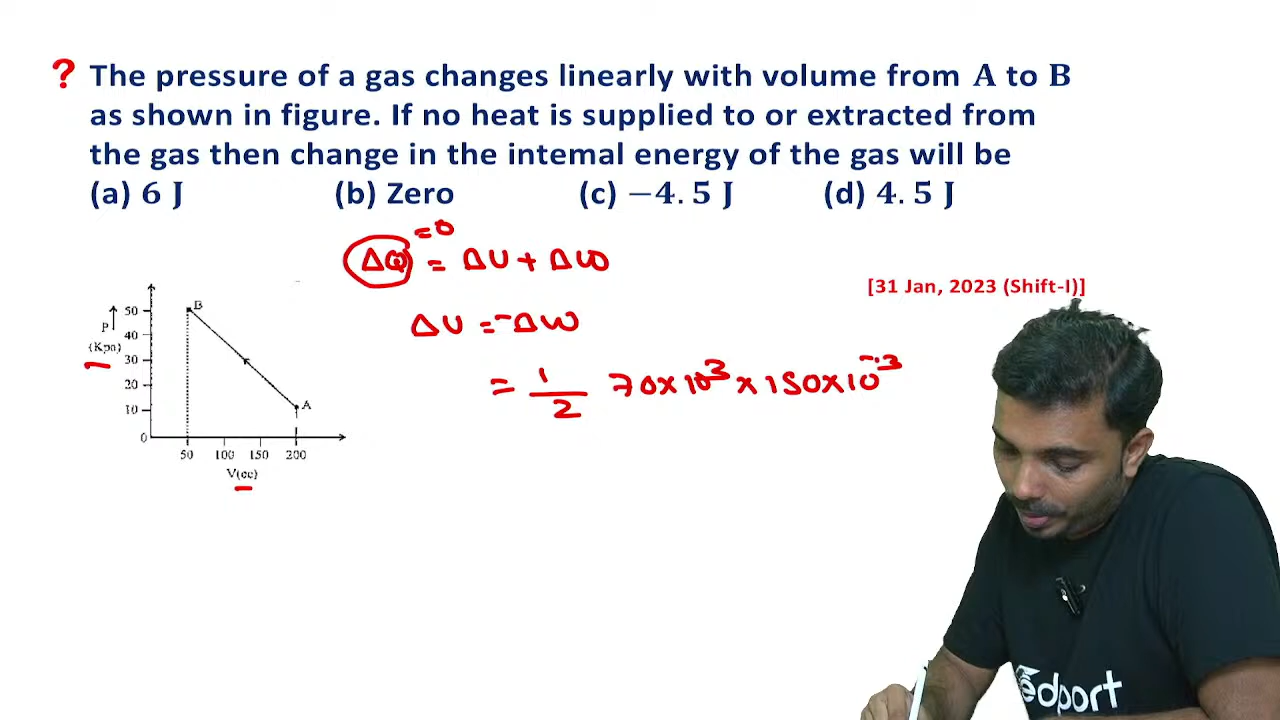 ? The pressure of a gas changes linearly with volume from A to B
as shown in figure. If no heat is supplied to or extracted from
the gas then change in the intemal energy of the gas will be
(a) 6 J (b) Zero (c) −4. 5 J (d) 4. 5 J
= 0
ΔQ = ΔU + ΔW
[31 Jan, 2023 (Shift-I)]
ΔU = -ΔW
= 1/2 70×10³ × 150×10⁻³
P
(Kpa)
50
40
30
20
10
0
B
A
50 100 150 200
V(cc)
edport